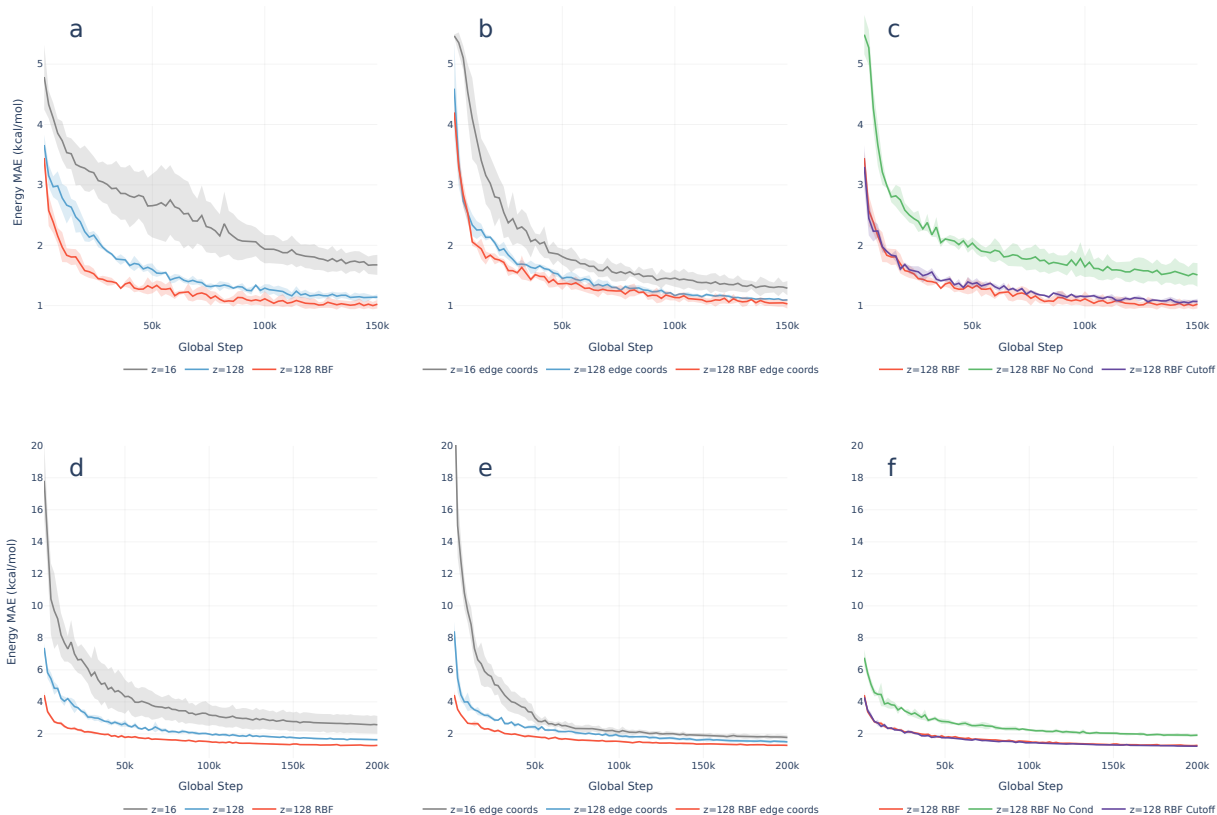 a
b
c
5
4
3
2
1
50k
100k
150k
Energy MAE (kcal/mol)
Global Step
z=16
z=128
z=128 RBF
5
4
3
2
1
50k
100k
150k
Global Step
z=16 edge coords
z=128 edge coords
z=128 RBF edge coords
5
4
3
2
1
50k
100k
150k
Global Step
z=128 RBF
z=128 RBF No Cond
z=128 RBF Cutoff
d
e
f
20
18
16
14
12
10
8
6
4
2
50k
100k
150k
200k
Energy MAE (kcal/mol)
Global Step
z=16
z=128
z=128 RBF
20
18
16
14
12
10
8
6
4
2
50k
100k
150k
200k
Global Step
z=16 edge coords
z=128 edge coords
z=128 RBF edge coords
20
18
16
14
12
10
8
6
4
2
50k
100k
150k
200k
Global Step
z=128 RBF
z=128 RBF No Cond
z=128 RBF Cutoff